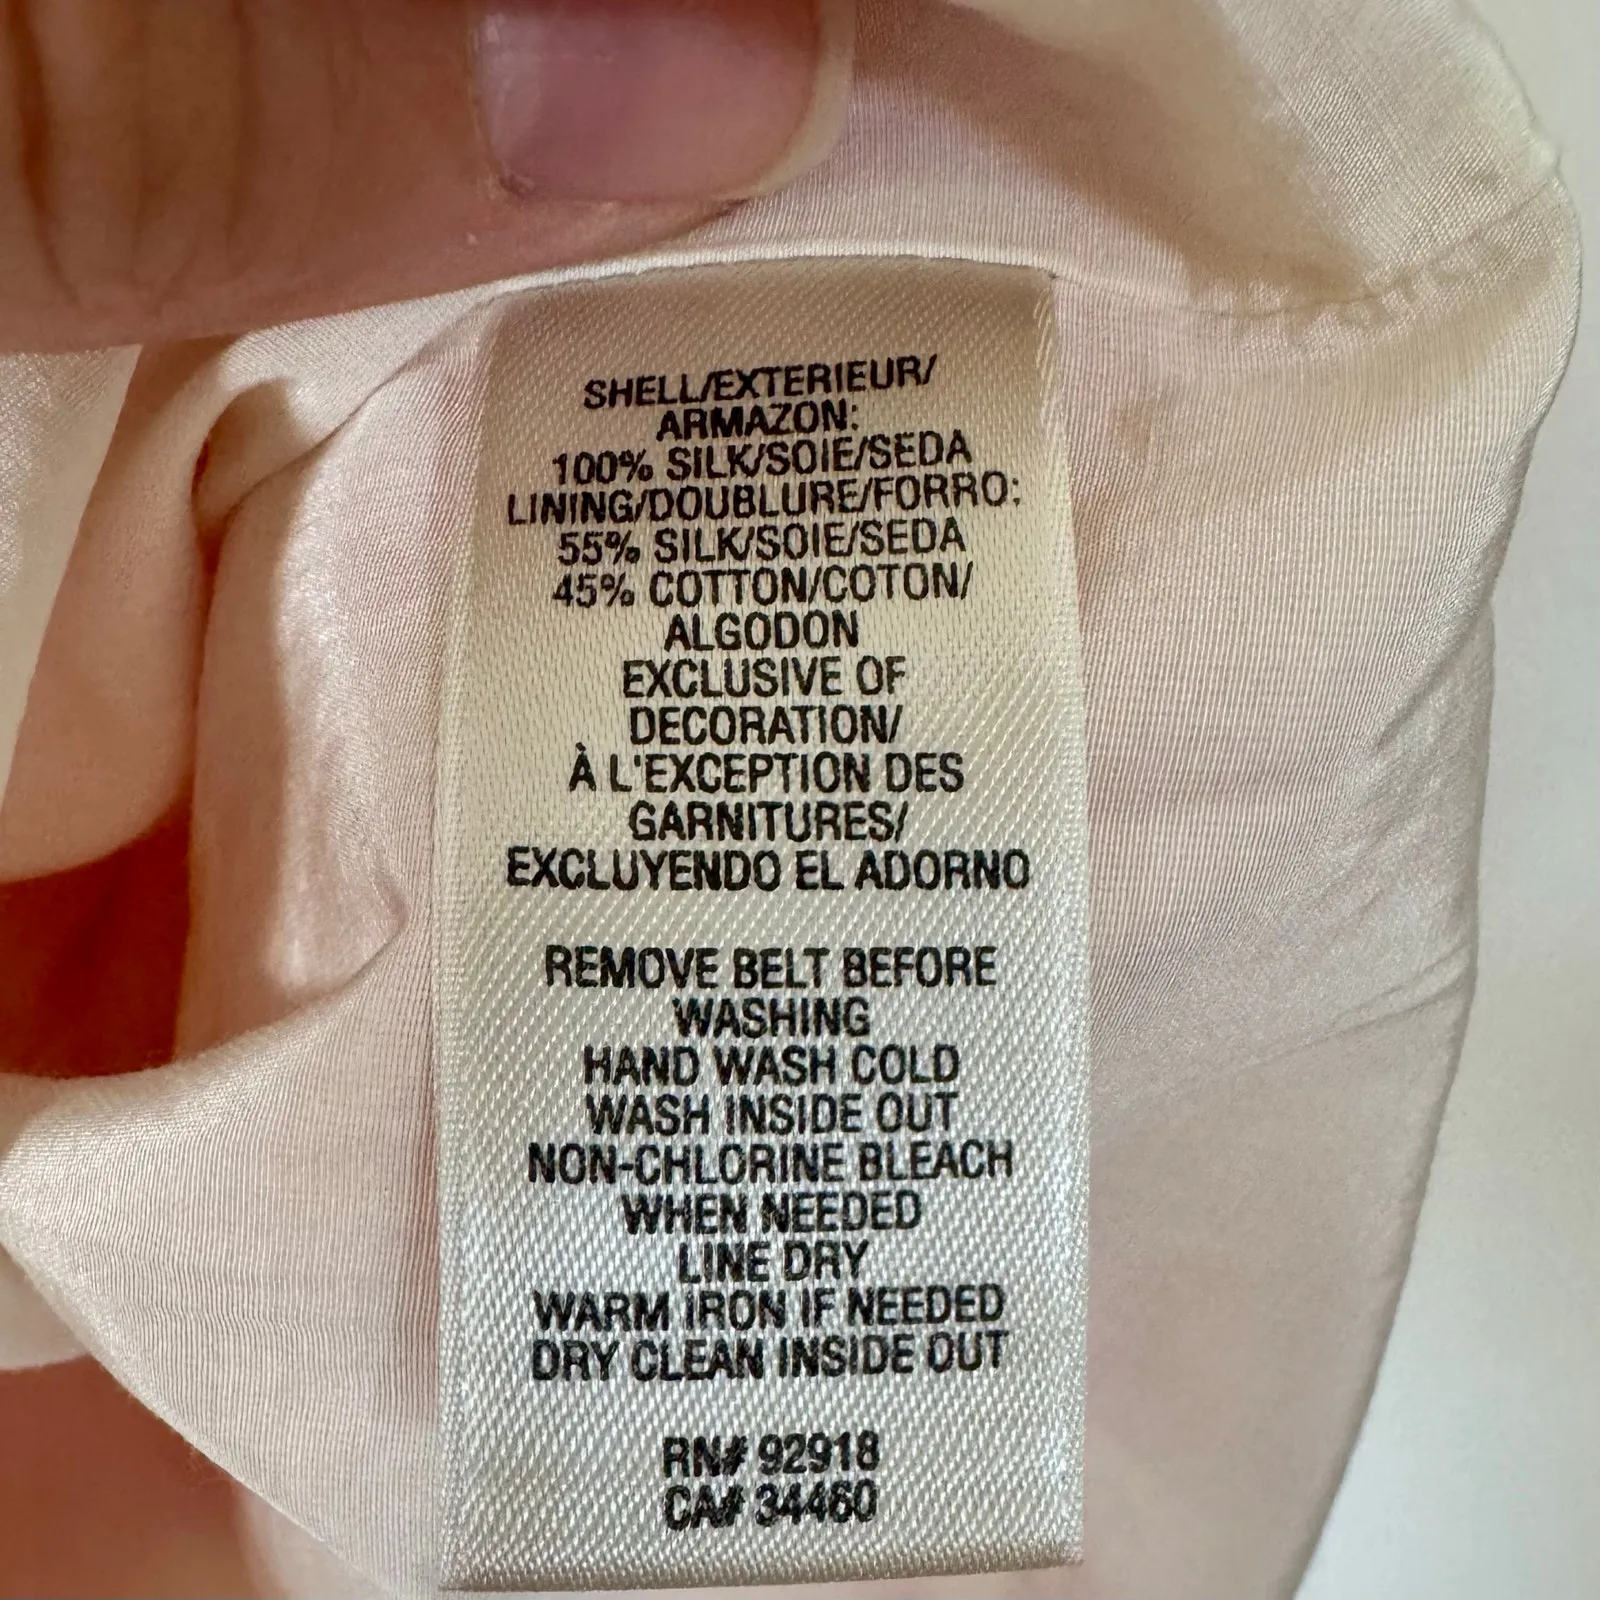 SHELL/EXTERIEUR/
ARMAZON:
100% SILK/SOIE/SEDA
LINING/DOUBLURE/FORRO:
55% SILK/SOIE/SEDA
45% COTTON/COTON/
ALGODON
EXCLUSIVE OF
DECORATION/
À L'EXCEPTION DES
GARNITURES/
EXCLUYENDO EL ADORNO
REMOVE BELT BEFORE
WASHING
HAND WASH COLD
WASH INSIDE OUT
NON-CHLORINE BLEACH
WHEN NEEDED
LINE DRY
WARM IRON IF NEEDED
DRY CLEAN INSIDE OUT
RN# 92918
CA# 34460